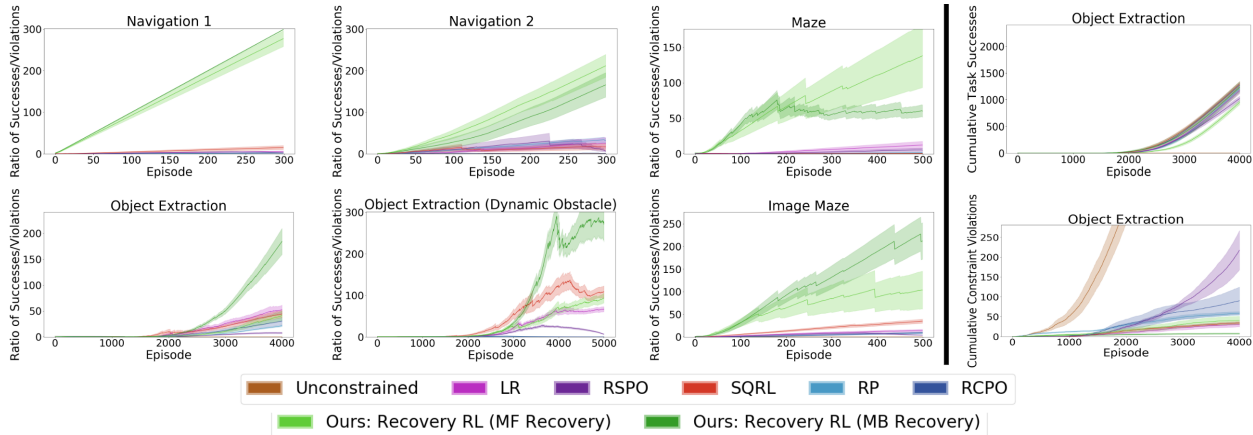 Navigation 1
Ratio of Successes/Violations
300
200
100
0
0 50 100 150 200 250 300
Episode
Navigation 2
Ratio of Successes/Violations
300
200
100
0
0 50 100 150 200 250 300
Episode
Maze
Ratio of Successes/Violations
150
100
50
0
0 100 200 300 400 500
Episode
Object Extraction
Cumulative Task Successes
2000
1500
1000
500
0
0 1000 2000 3000 4000
Episode
Object Extraction
Ratio of Successes/Violations
200
150
100
50
0
0 1000 2000 3000 4000
Episode
Object Extraction (Dynamic Obstacle)
Ratio of Successes/Violations
300
200
100
0
0 1000 2000 3000 4000 5000
Episode
Image Maze
Ratio of Successes/Violations
250
200
150
100
50
0
0 100 200 300 400 500
Episode
Object Extraction
Cumulative Constraint Violations
250
200
150
100
50
0
0 1000 2000 3000 4000
Episode
Unconstrained LR RSPO SQRL RP RCPO
Ours: Recovery RL (MF Recovery) Ours: Recovery RL (MB Recovery)